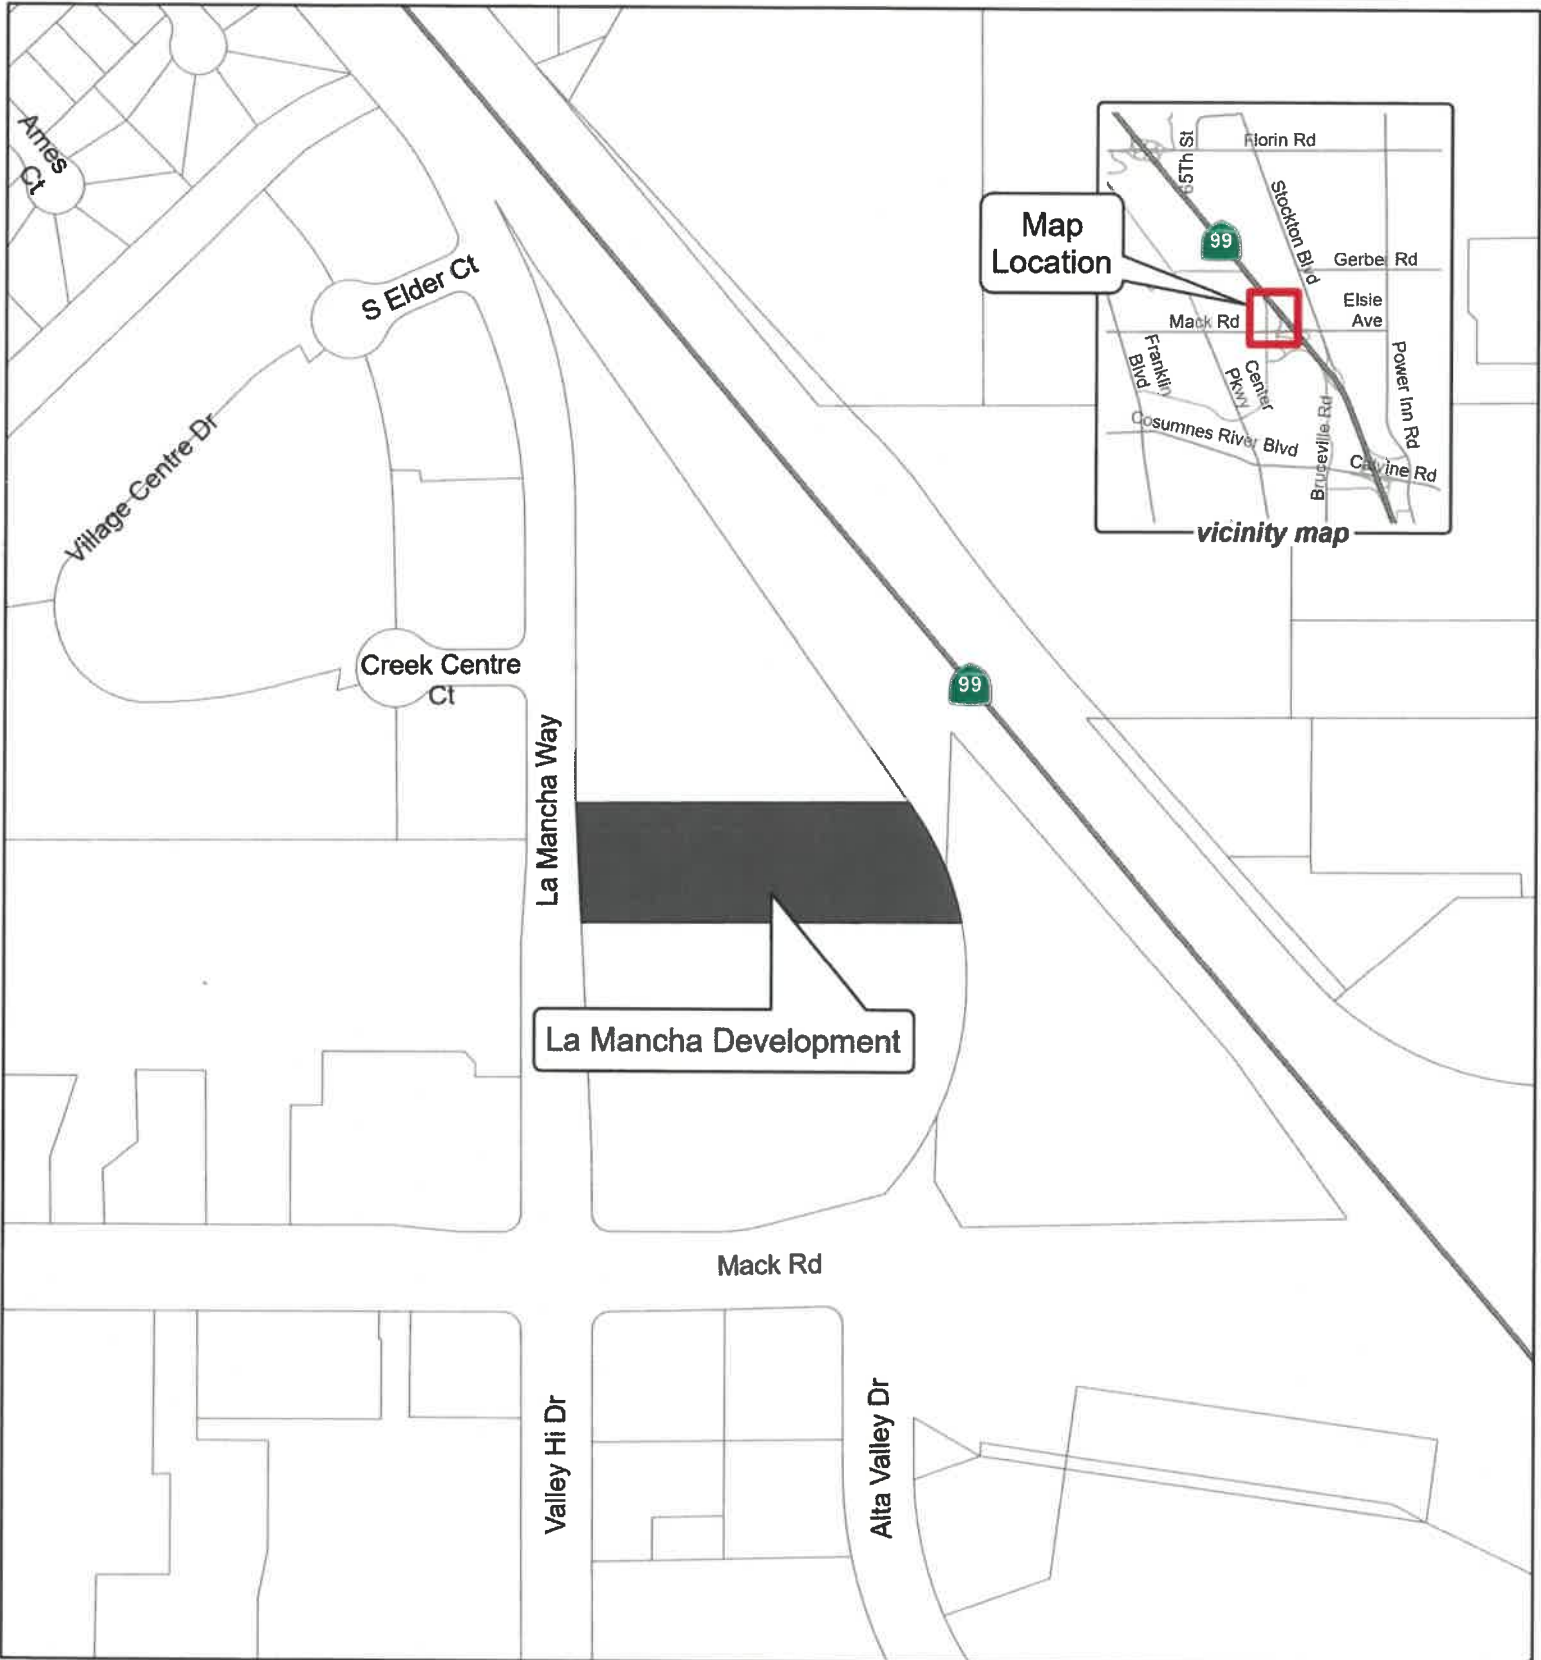 Ames
Ct
S Elder Ct
Village Centre Dr
Creek Centre
Ct
La Mancha Way
99
La Mancha Development
Mack Rd
Valley Hi Dr
Alta Valley Dr
Map
Location
65Th St
Florin Rd
Stockton Blvd
99
Gerber Rd
Elsie
Ave
Mack Rd
Franklin
Blvd
Center
Pkwy
Power Inn Rd
Cosumnes River Blvd
Bruceville Rd
Calvine Rd
vicinity map